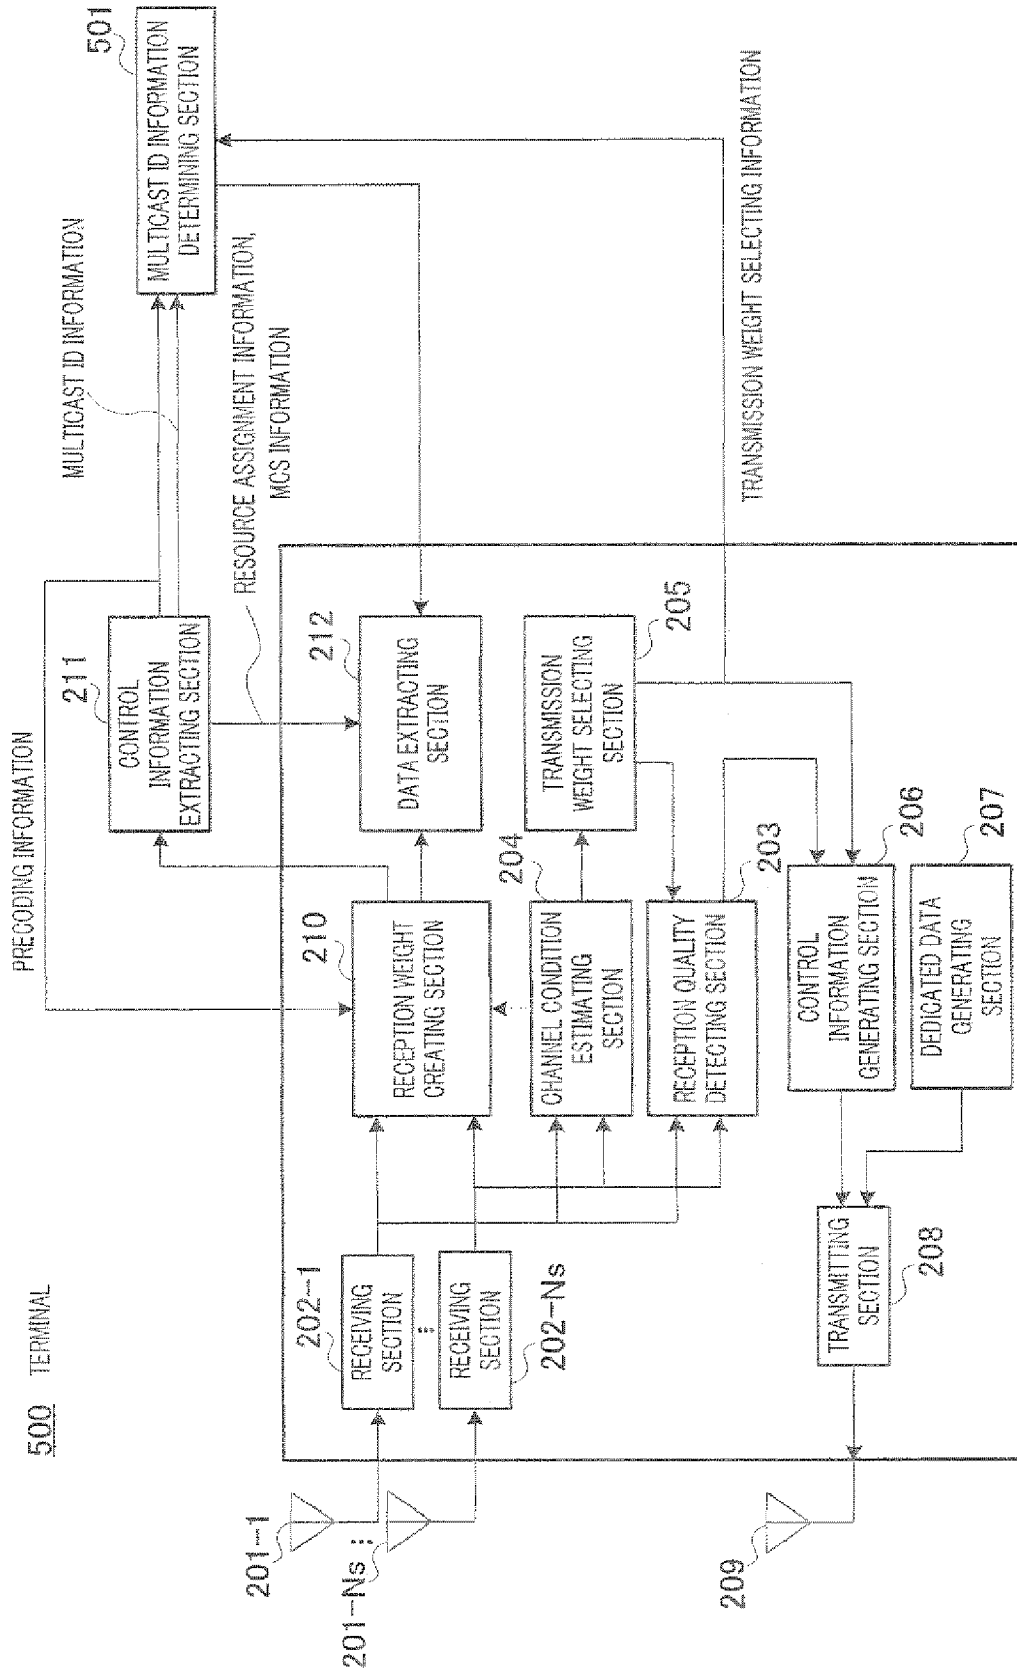 500 TERMINAL
PRECODING INFORMATION
211
CONTROL
INFORMATION
EXTRACTING SECTION
MULTICAST ID INFORMATION
501
MULTICAST ID INFORMATION
DETERMINING SECTION
RESOURCE ASSIGNMENT INFORMATION,
MCS INFORMATION
201-1
201-Ns
202-1
RECEIVING
SECTION
RECEIVING
SECTION
202-Ns
210
RECEPTION WEIGHT
CREATING SECTION
212
DATA EXTRACTING
SECTION
204
CHANNEL CONDITION
ESTIMATING
SECTION
TRANSMISSION
WEIGHT SELECTING
SECTION
205
RECEPTION QUALITY
DETECTING SECTION
203
TRANSMISSION WEIGHT SELECTING INFORMATION
CONTROL
INFORMATION
GENERATING SECTION
206
DEDICATED DATA
GENERATING
SECTION
207
TRANSMITTING
SECTION
208
209